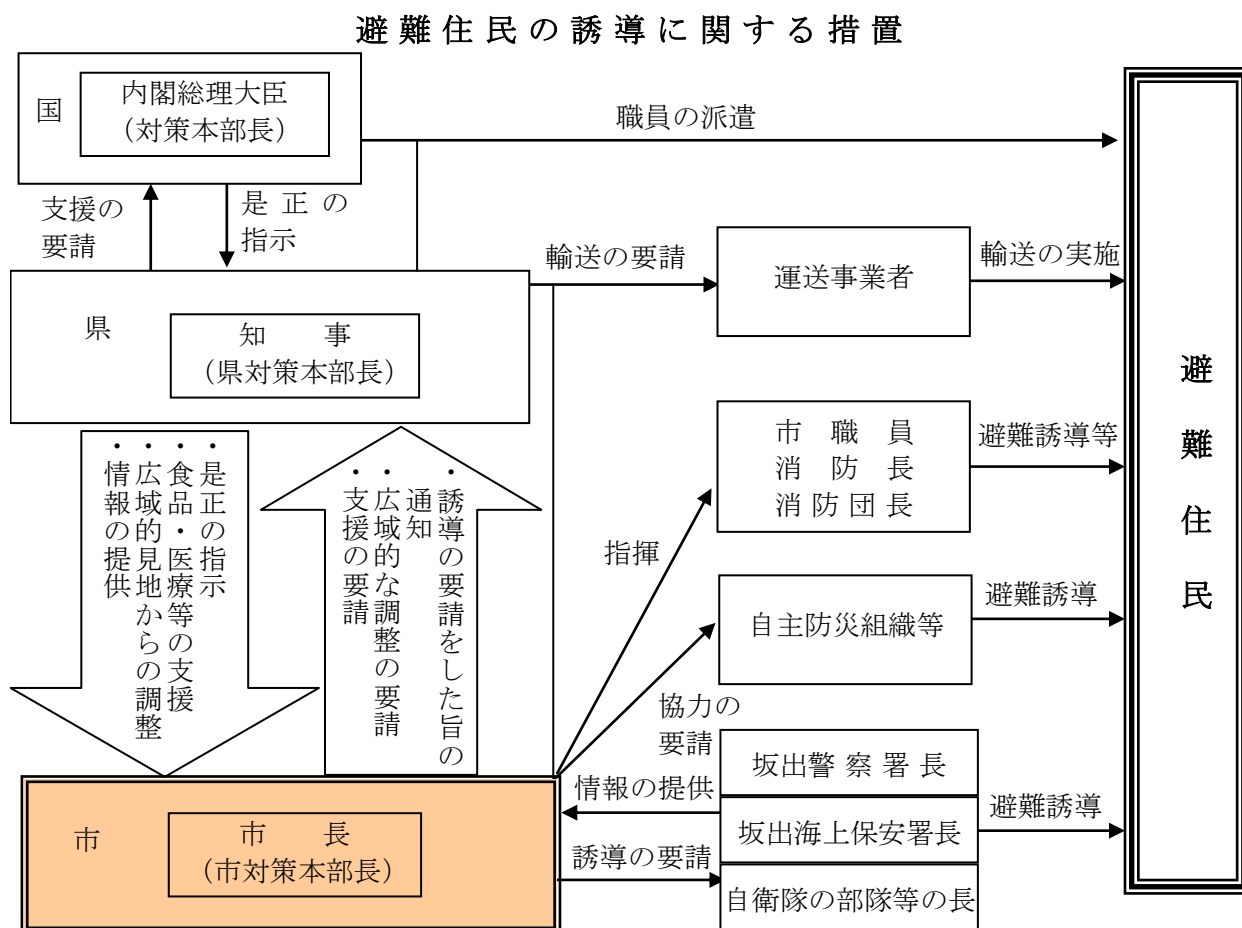 避難住民の誘導に関する措置
国
内閣総理大臣
（対策本部長）
職員の派遣
支援の
要請
是正の
指示
県
知　事
（県対策本部長）
輸送の要請
運送事業者
輸送の実施
・是正の指示
・食品・医療等の支援
・広域的見地からの調整
・情報の提供
・誘導の要請をした旨の
通知
・広域的な調整の要請
・支援の要請
指揮
市職員
消防長
消防団長
避難誘導等
協力の
要請
自主防災組織等
避難誘導
市
市　長
（市対策本部長）
情報の提供
誘導の要請
坂出警察署長
坂出海上保安署長
自衛隊の部隊等の長
避難誘導
避難住民